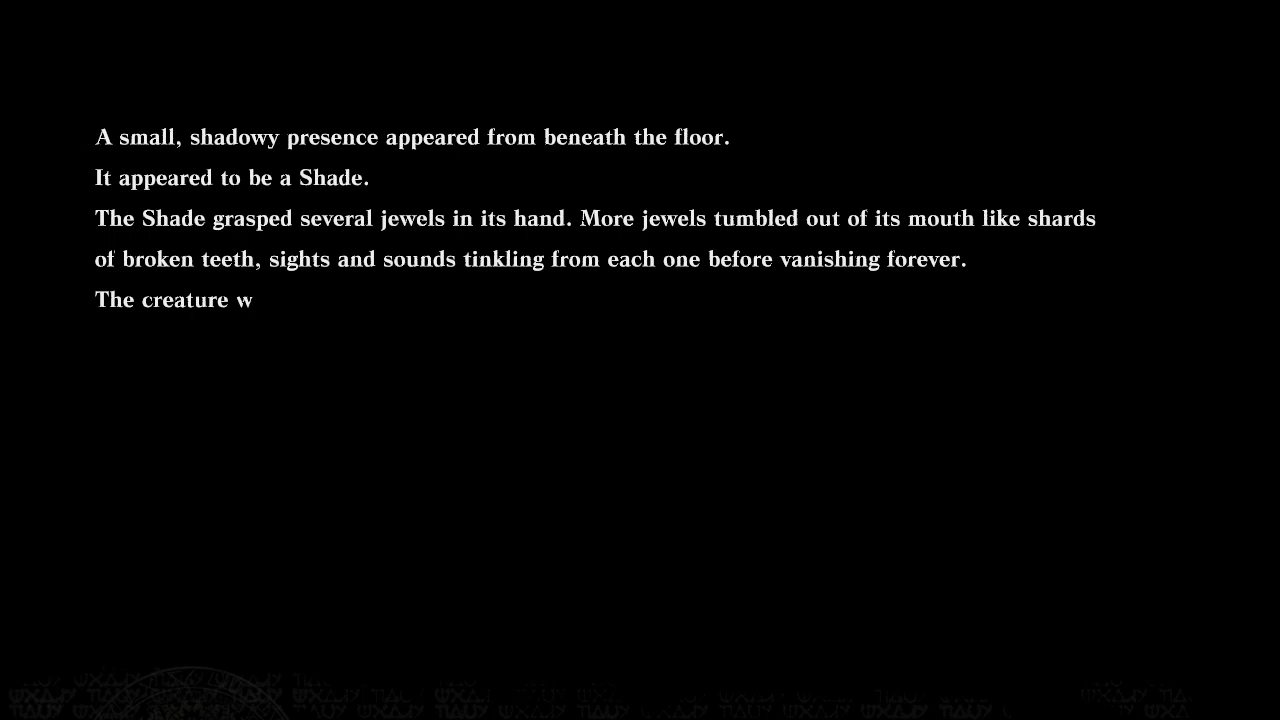 A small, shadowy presence appeared from beneath the floor.
It appeared to be a Shade.
The Shade grasped several jewels in its hand. More jewels tumbled out of its mouth like shards
of broken teeth, sights and sounds tinkling from each one before vanishing forever.
The creature w